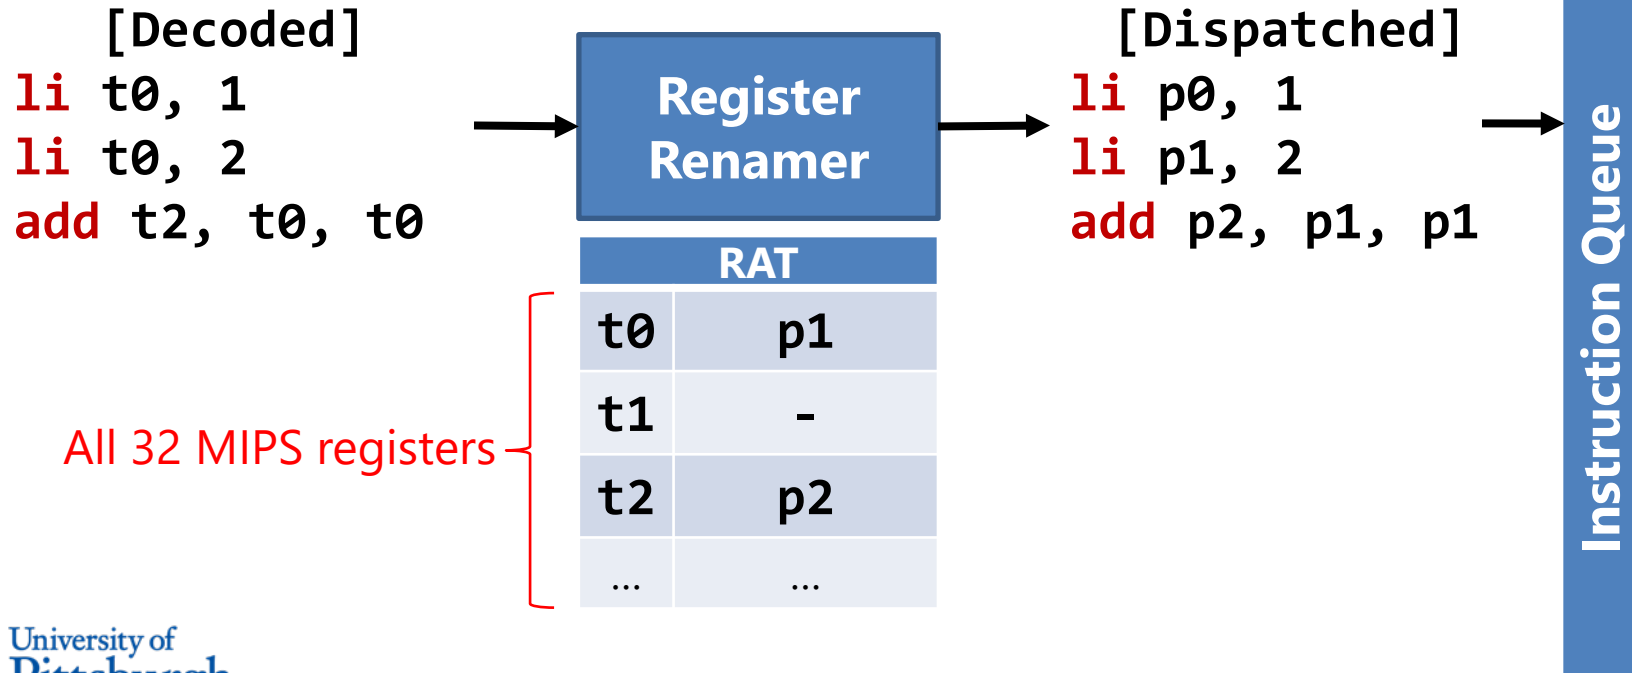 [Decoded]
li t0, 1
li t0, 2
add t2, t0, t0
Register
Renamer
[Dispatched]
li p0, 1
li p1, 2
add p2, p1, p1
Instruction Queue
RAT
t0 p1
t1 -
t2 p2
... ...
All 32 MIPS registers
University of
Pittsburgh